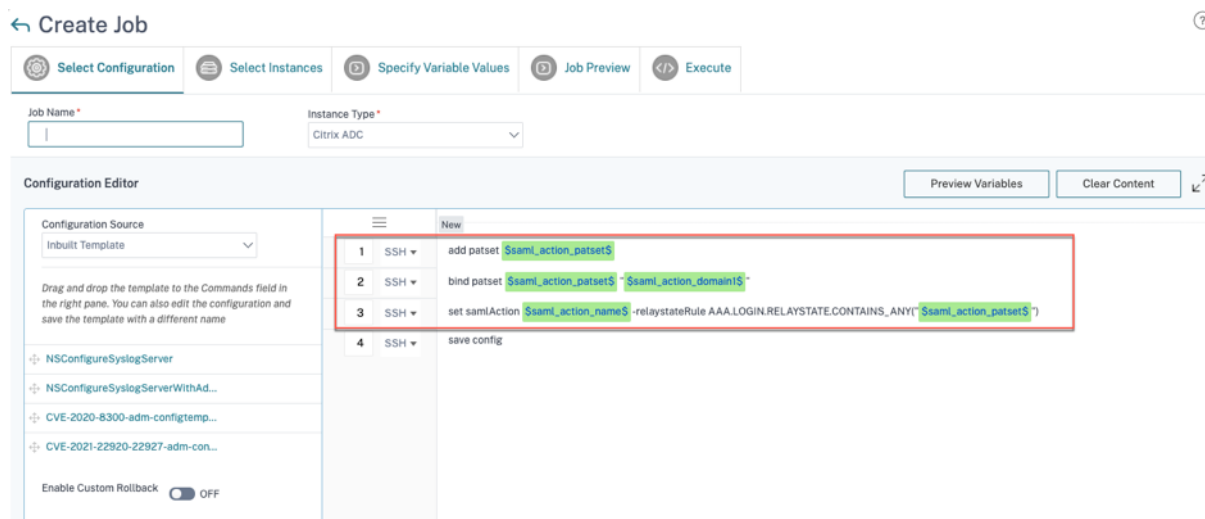 Create Job
?
Select Configuration
Select Instances
Specify Variable Values
Job Preview
Execute
Job Name*
Instance Type*
Citrix ADC
Configuration Editor
Preview Variables
Clear Content
Configuration Source
Inbuilt Template
Drag and drop the template to the Commands field in
the right pane. You can also edit the configuration and
save the template with a different name
NSConfigureSyslogServer
NSConfigureSyslogServerWithAd...
CVE-2020-8300-adm-configtemp...
CVE-2021-22920-22927-adm-con...
Enable Custom Rollback OFF
New
1 SSH add patset $saml_action_patset$
2 SSH bind patset $saml_action_patset$ "$saml_action_domain1$"
3 SSH set samlAction $saml_action_name$ -relaystateRule AAA.LOGIN.RELAYSTATE.CONTAINS_ANY("$saml_action_patset$")
4 SSH save config